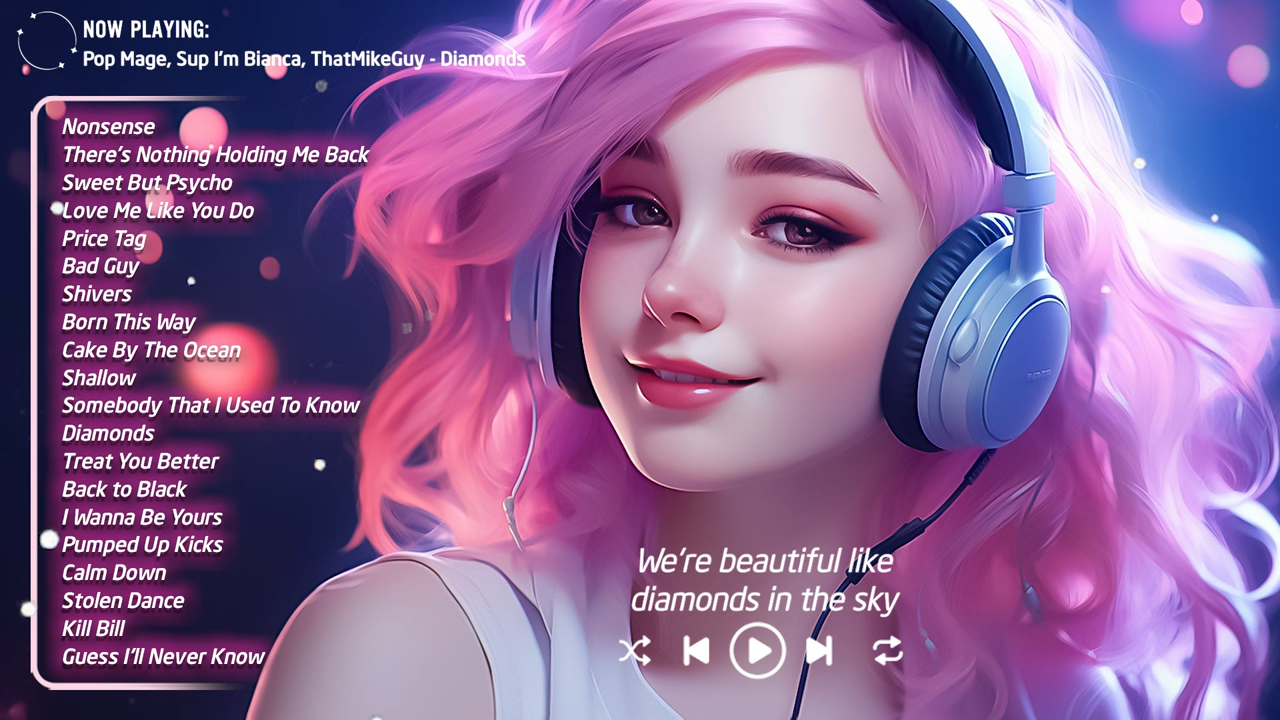 NOW PLAYING:
Pop Mage, Sup I'm Bianca, ThatMikeGuy - Diamonds
Nonsense
There's Nothing Holding Me Back
Sweet But Psycho
Love Me Like You Do
Price Tag
Bad Guy
Shivers
Born This Way
Cake By The Ocean
Shallow
Somebody That I Used To Know
Diamonds
Treat You Better
Back to Black
I Wanna Be Yours
Pumped Up Kicks
Calm Down
Stolen Dance
Kill Bill
Guess I'll Never Know
We're beautiful like
diamonds in the sky